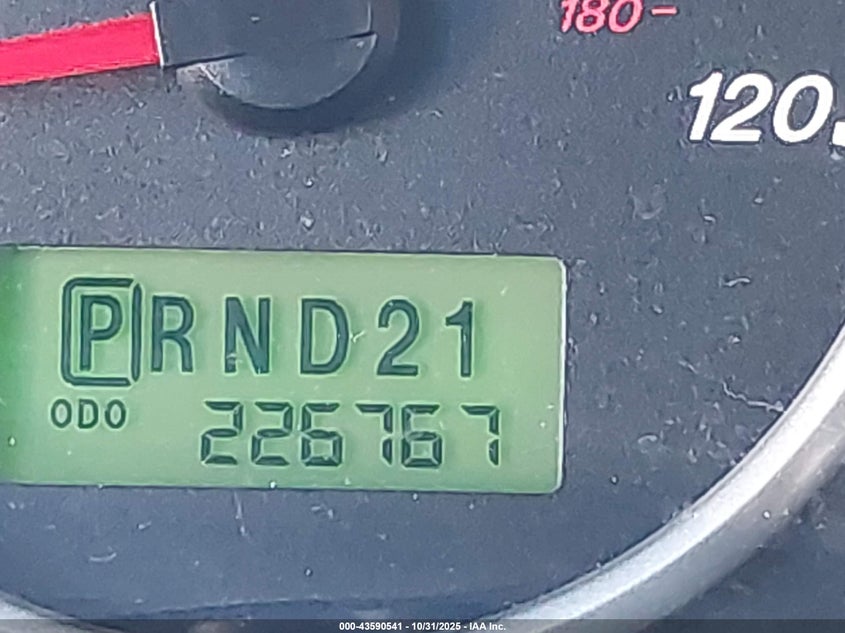 180
120
PRND21
ODO 226767
000-43590541 - 10/31/2025 - IAA Inc.